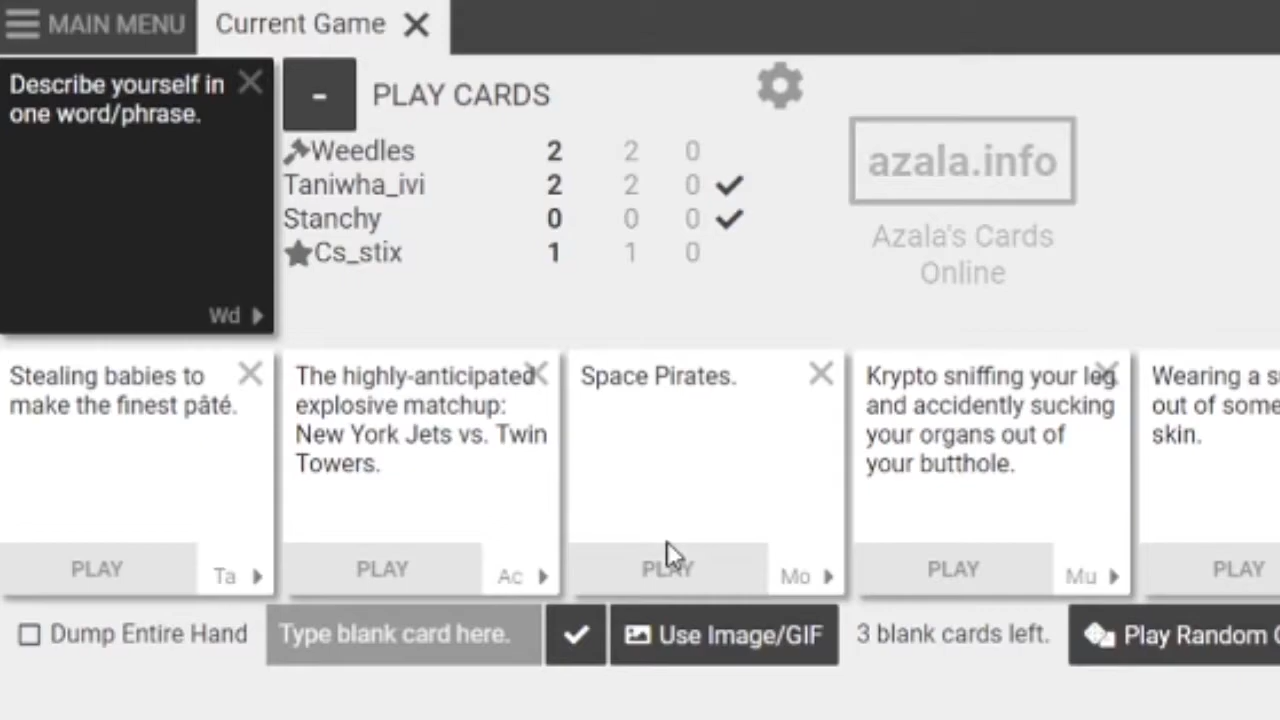 MAIN MENU
Current Game
Describe yourself in
one word/phrase.
Wd
-
PLAY CARDS
Weedles 2 2 0
Taniwha_ivi 2 2 0
Stanchy 0 0 0
Cs_stix 1 1 0
azala.info
Azala's Cards
Online
Stealing babies to
make the finest pâté.
PLAY
Ta
The highly-anticipated
explosive matchup:
New York Jets vs. Twin
Towers.
PLAY
Ac
Space Pirates.
PLAY
Mo
Krypto sniffing your leg
and accidently sucking
your organs out of
your butthole.
PLAY
Mu
Wearing a
out of some
skin.
PLAY
Dump Entire Hand
Type blank card here.
Use Image/GIF
3 blank cards left.
Play Random